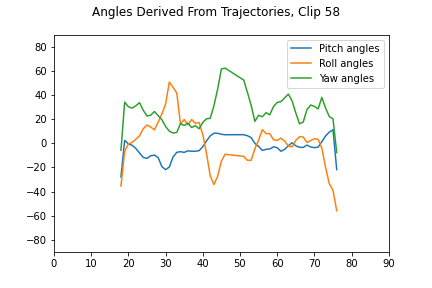 Angles Derived From Trajectories, Clip 58
Pitch angles
Roll angles
Yaw angles
80
60
40
20
0
−20
−40
−60
−80
0 10 20 30 40 50 60 70 80 90